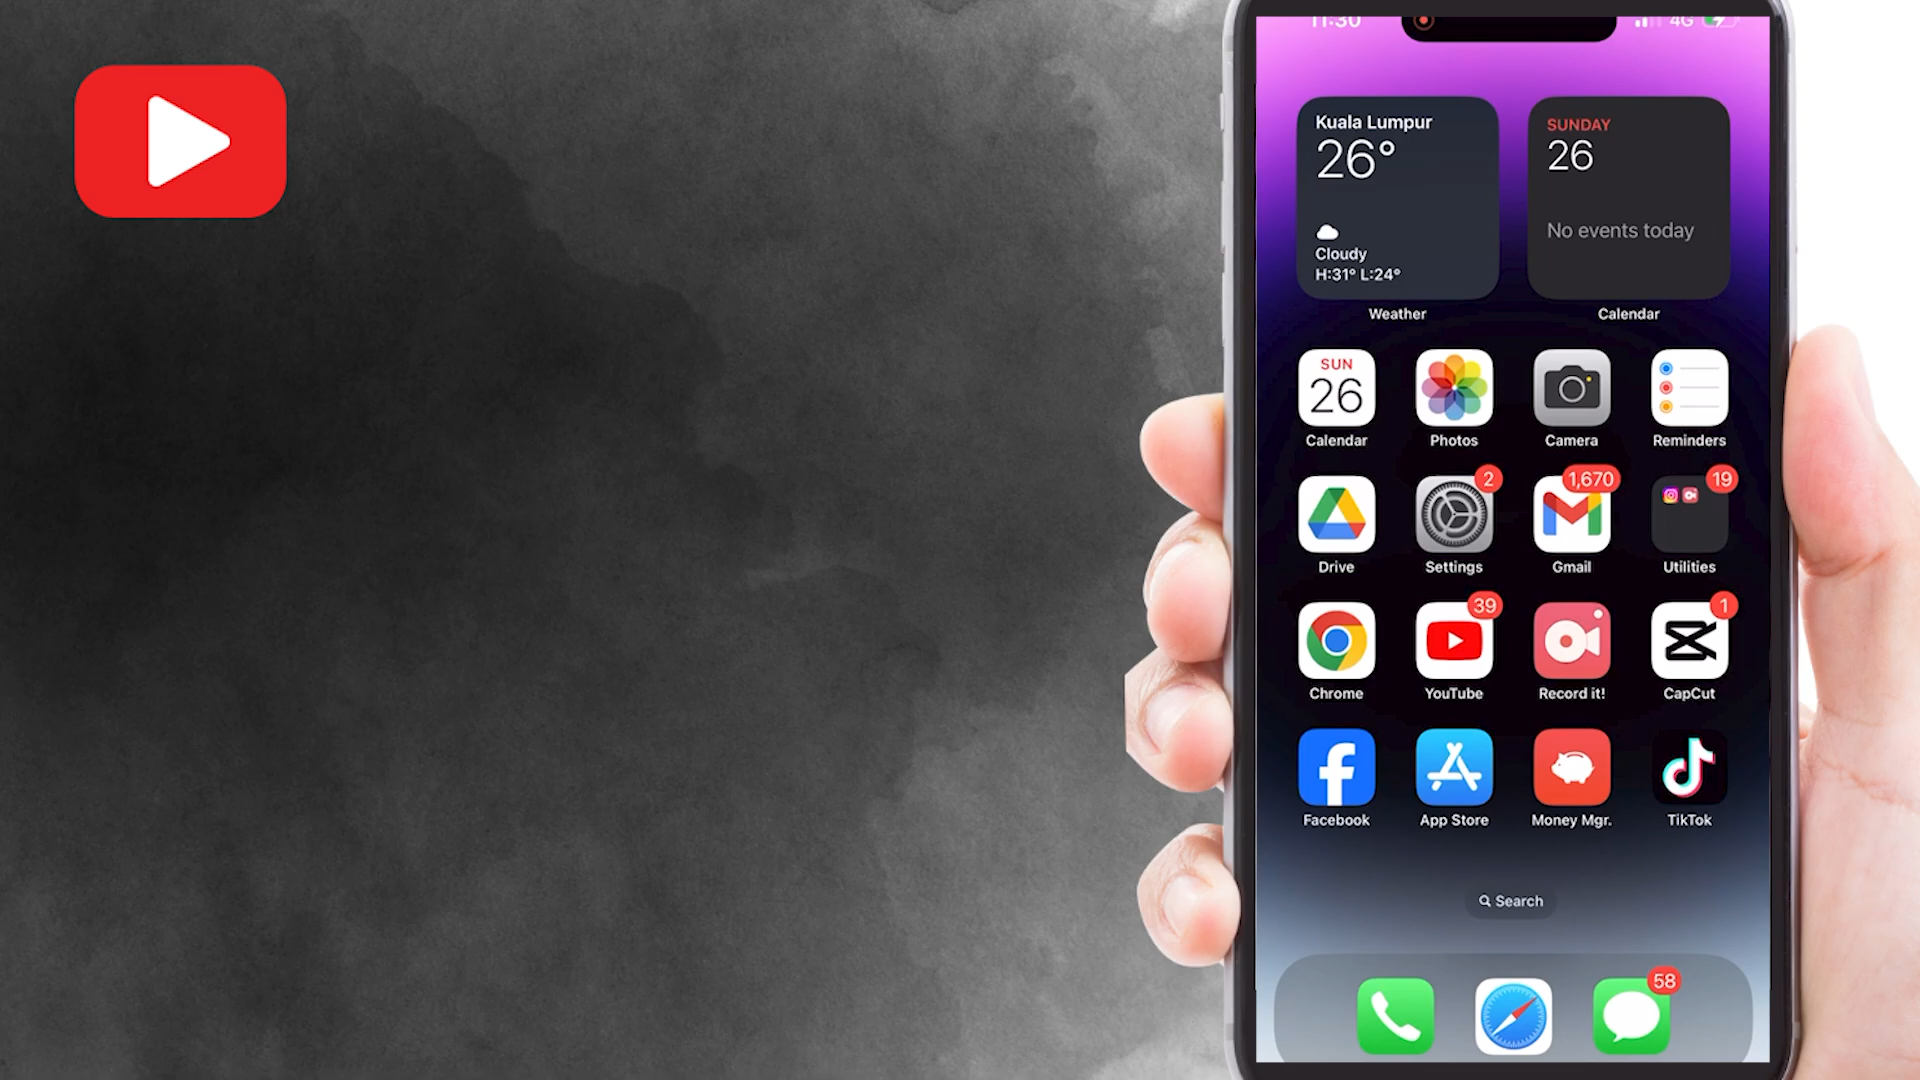 11:30
4G
Kuala Lumpur
26°
Cloudy
H:31° L:24°
Weather
SUNDAY
26
No events today
Calendar
SUN
26
Calendar
Photos
Camera
Reminders
2
1,670
19
Drive
Settings
Gmail
Utilities
39
1
Chrome
YouTube
Record it!
CapCut
Facebook
App Store
Money Mgr.
TikTok
Search
58